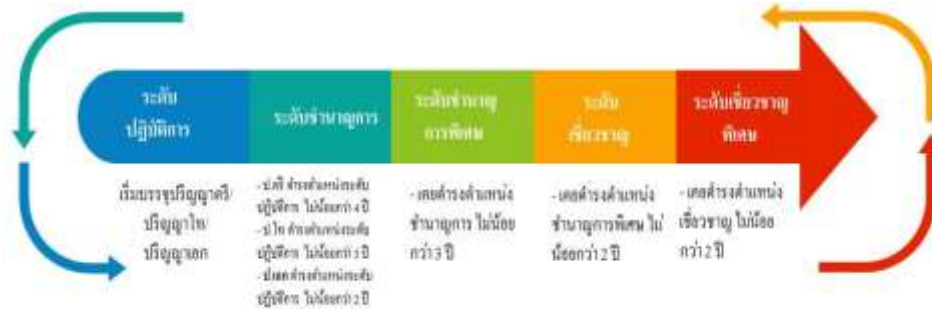 ระดับ
ปฏิบัติการ
ระดับชำนาญการ
ระดับชำนาญ
การพิเศษ
ระดับ
เชี่ยวชาญ
ระดับเชี่ยวชาญ
พิเศษ
เริ่มบรรจุปริญญาตรี/
ปริญญาโท/
ปริญญาเอก
- ป.ตรี ดำรงตำแหน่งระดับ
ปฏิบัติการ ไม่น้อยกว่า 4 ปี
- ป.โท ดำรงตำแหน่งระดับ
ปฏิบัติการ ไม่น้อยกว่า 3 ปี
- ป.เอก ดำรงตำแหน่งระดับ
ปฏิบัติการ ไม่น้อยกว่า 2 ปี
- เคยดำรงตำแหน่ง
ชำนาญการ ไม่น้อย
กว่า 3 ปี
- เคยดำรงตำแหน่ง
ชำนาญการพิเศษ ไม่
น้อยกว่า 2 ปี
- เคยดำรงตำแหน่ง
เชี่ยวชาญ ไม่น้อย
กว่า 2 ปี